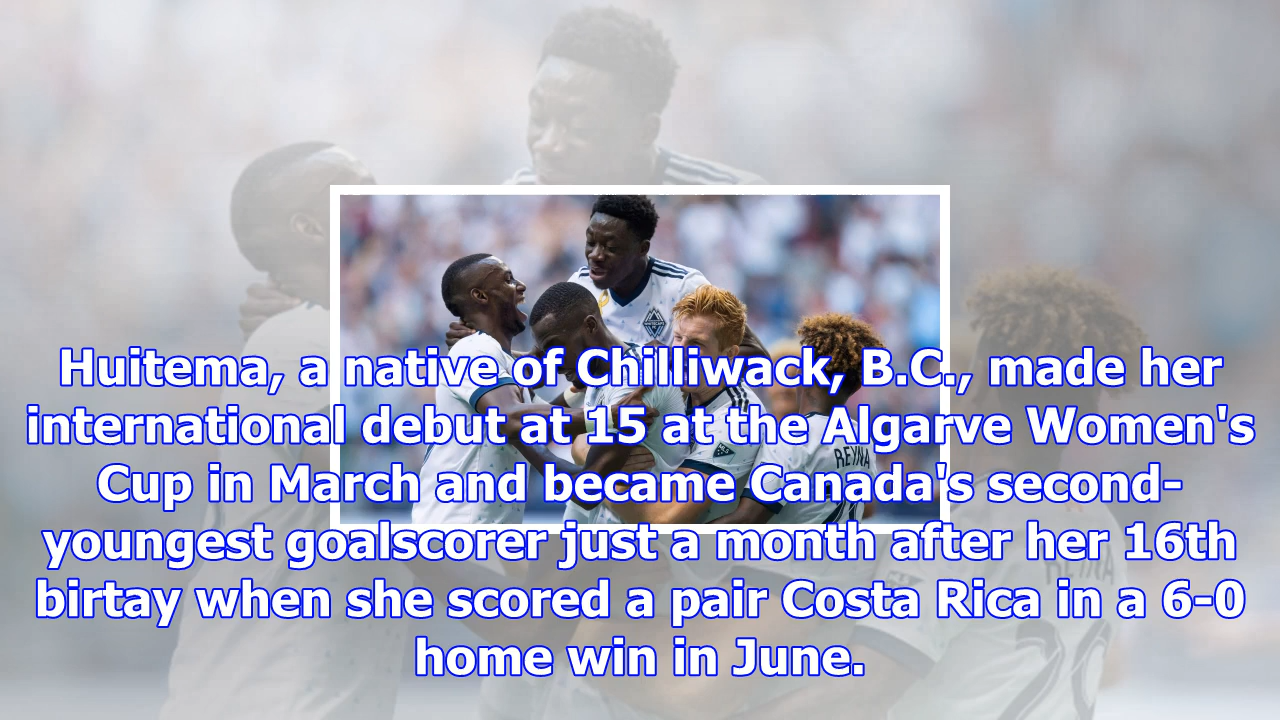 Huitema, a native of Chilliwack, B.C., made her
international debut at 15 at the Algarve Women's
Cup in March and became Canada's second-
youngest goalscorer just a month after her 16th
birtay when she scored a pair Costa Rica in a 6-0
home win in June.
REYNA